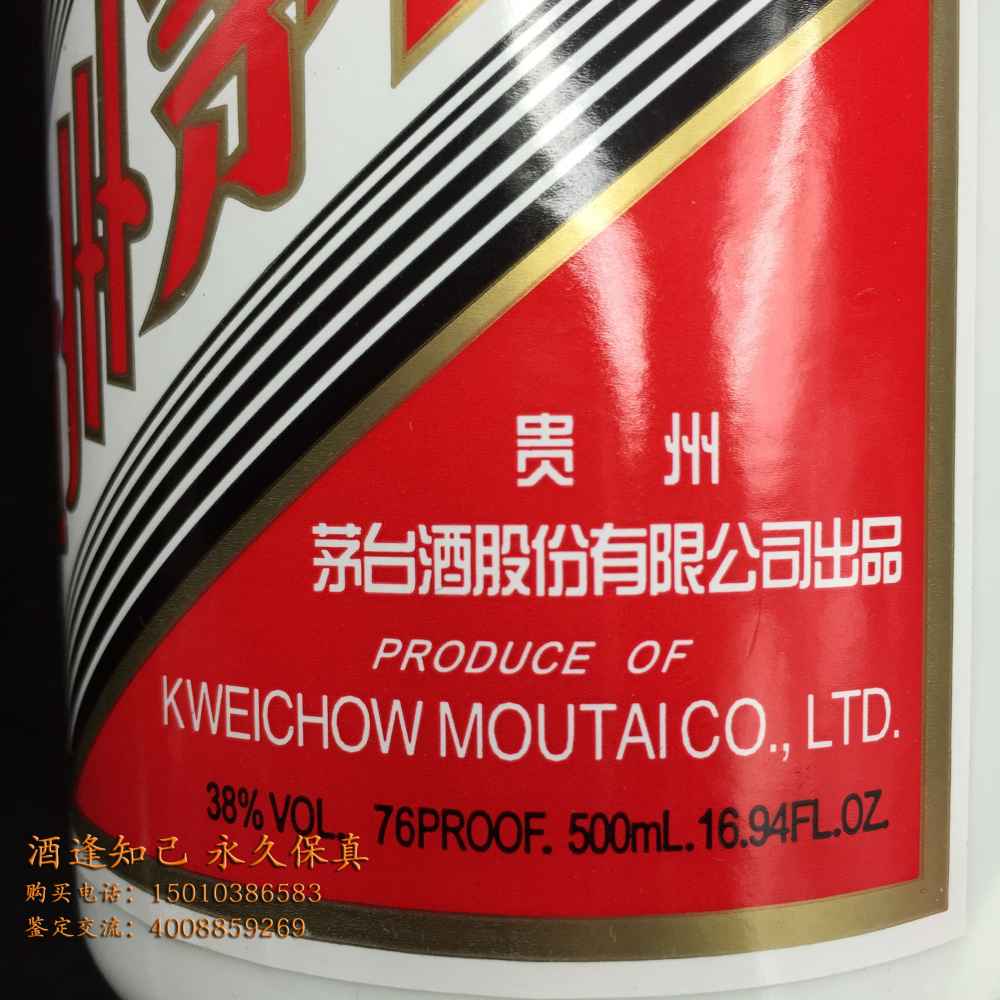 州茅
贵 州
茅台酒股份有限公司出品
PRODUCE OF
KWEICHOW MOUTAI CO., LTD.
38% VOL. 76PROOF. 500mL. 16.94FL.OZ
酒逢知己 永久保真
购买电话：15010386583
鉴定交流：4008859269